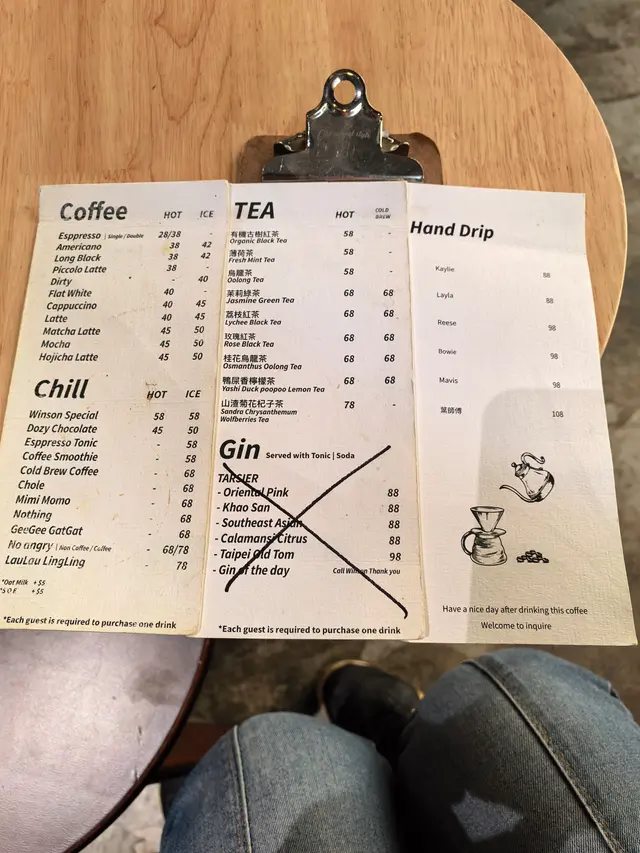 Coffee HOT ICE
Esppresso | Single / Double 28/38 -
Americano 38 42
Long Black 38 42
Piccolo Latte 38 -
Dirty - 40
Flat White 40 -
Cappuccino 40 45
Latte 40 45
Matcha Latte 45 50
Mocha 45 50
Hojicha Latte 45 50
Chill HOT ICE
Winson Special 58 58
Dozy Chocolate 45 50
Esppresso Tonic - 58
Coffee Smoothie - 58
Cold Brew Coffee - 68
Chole - 68
Mimi Momo - 68
Nothing - 68
GeeGee GatGat - 68
No angry | Non Coffee / Coffee - 68/78
LauLau LingLing - 78
*Oat Milk +$5
*S.O.E +$5
*Each guest is required to purchase one drink
TEA HOT COLD
BREW
有機古樹紅茶 58 -
Organic Black Tea
薄荷茶 58 -
Fresh Mint Tea
烏龍茶 58 -
Oolong Tea
茉莉綠茶 68 68
Jasmine Green Tea
荔枝紅茶 68 68
Lychee Black Tea
玫瑰紅茶 68 68
Rose Black Tea
桂花烏龍茶 68 68
Osmanthus Oolong Tea
鴨屎香檸檬茶 68 68
Yashi Duck poopoo Lemon Tea
山渣菊花杞子茶 78 -
Sandra Chrysanthemum
Wolfberries Tea
Gin Served with Tonic | Soda
TARSIER
- Oriental Pink 88
- Khao San 88
- Southeast Asian 88
- Calamansi Citrus 88
- Taipei Old Tom 98
- Gin of the day Call Winson Thank you
*Each guest is required to purchase one drink
Hand Drip
Kaylie 88
Layla 88
Reese 98
Bowie 98
Mavis 98
葉師傅 108
Have a nice day after drinking this coffee
Welcome to inquire